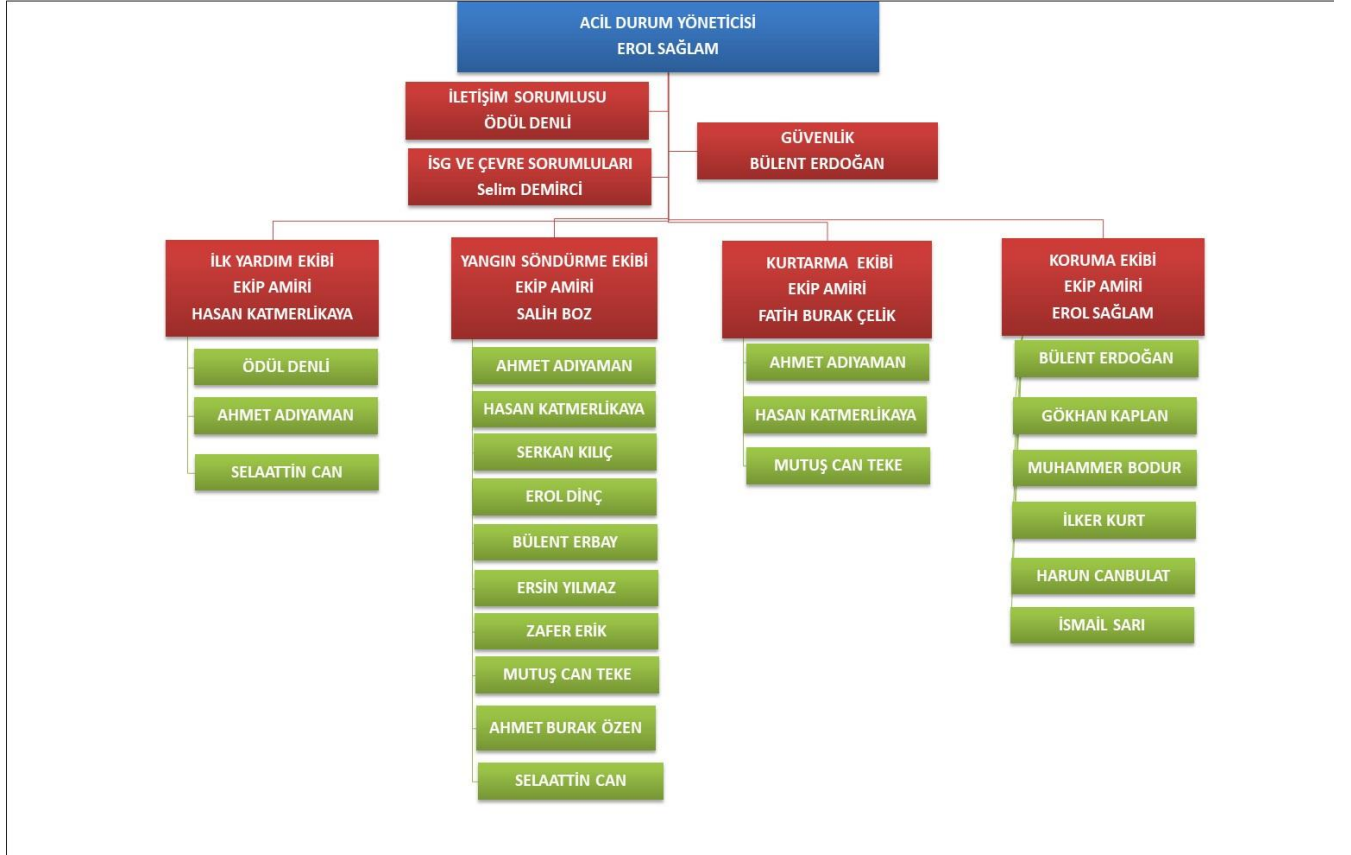 ACİL DURUM YÖNETİCİSİ
EROL SAĞLAM
İLETİŞİM SORUMLUSU
ÖDÜL DENLİ
GÜVENLİK
BÜLENT ERDOĞAN
İSG VE ÇEVRE SORUMLULARI
Selim DEMİRCİ
İLK YARDIM EKİBİ
EKİP AMİRİ
HASAN KATMERLİKAYA
ÖDÜL DENLİ
AHMET ADIYAMAN
SELAATTİN CAN
YANGIN SÖNDÜRME EKİBİ
EKİP AMİRİ
SALİH BOZ
AHMET ADIYAMAN
HASAN KATMERLİKAYA
SERKAN KILIÇ
EROL DİNÇ
BÜLENT ERBAY
ERSİN YILMAZ
ZAFER ERİK
MUTUŞ CAN TEKE
AHMET BURAK ÖZEN
SELAATTİN CAN
KURTARMA EKİBİ
EKİP AMİRİ
FATİH BURAK ÇELİK
AHMET ADIYAMAN
HASAN KATMERLİKAYA
MUTUŞ CAN TEKE
KORUMA EKİBİ
EKİP AMİRİ
EROL SAĞLAM
BÜLENT ERDOĞAN
GÖKHAN KAPLAN
MUHAMMER BODUR
İLKER KURT
HARUN CANBULAT
İSMAİL SARI